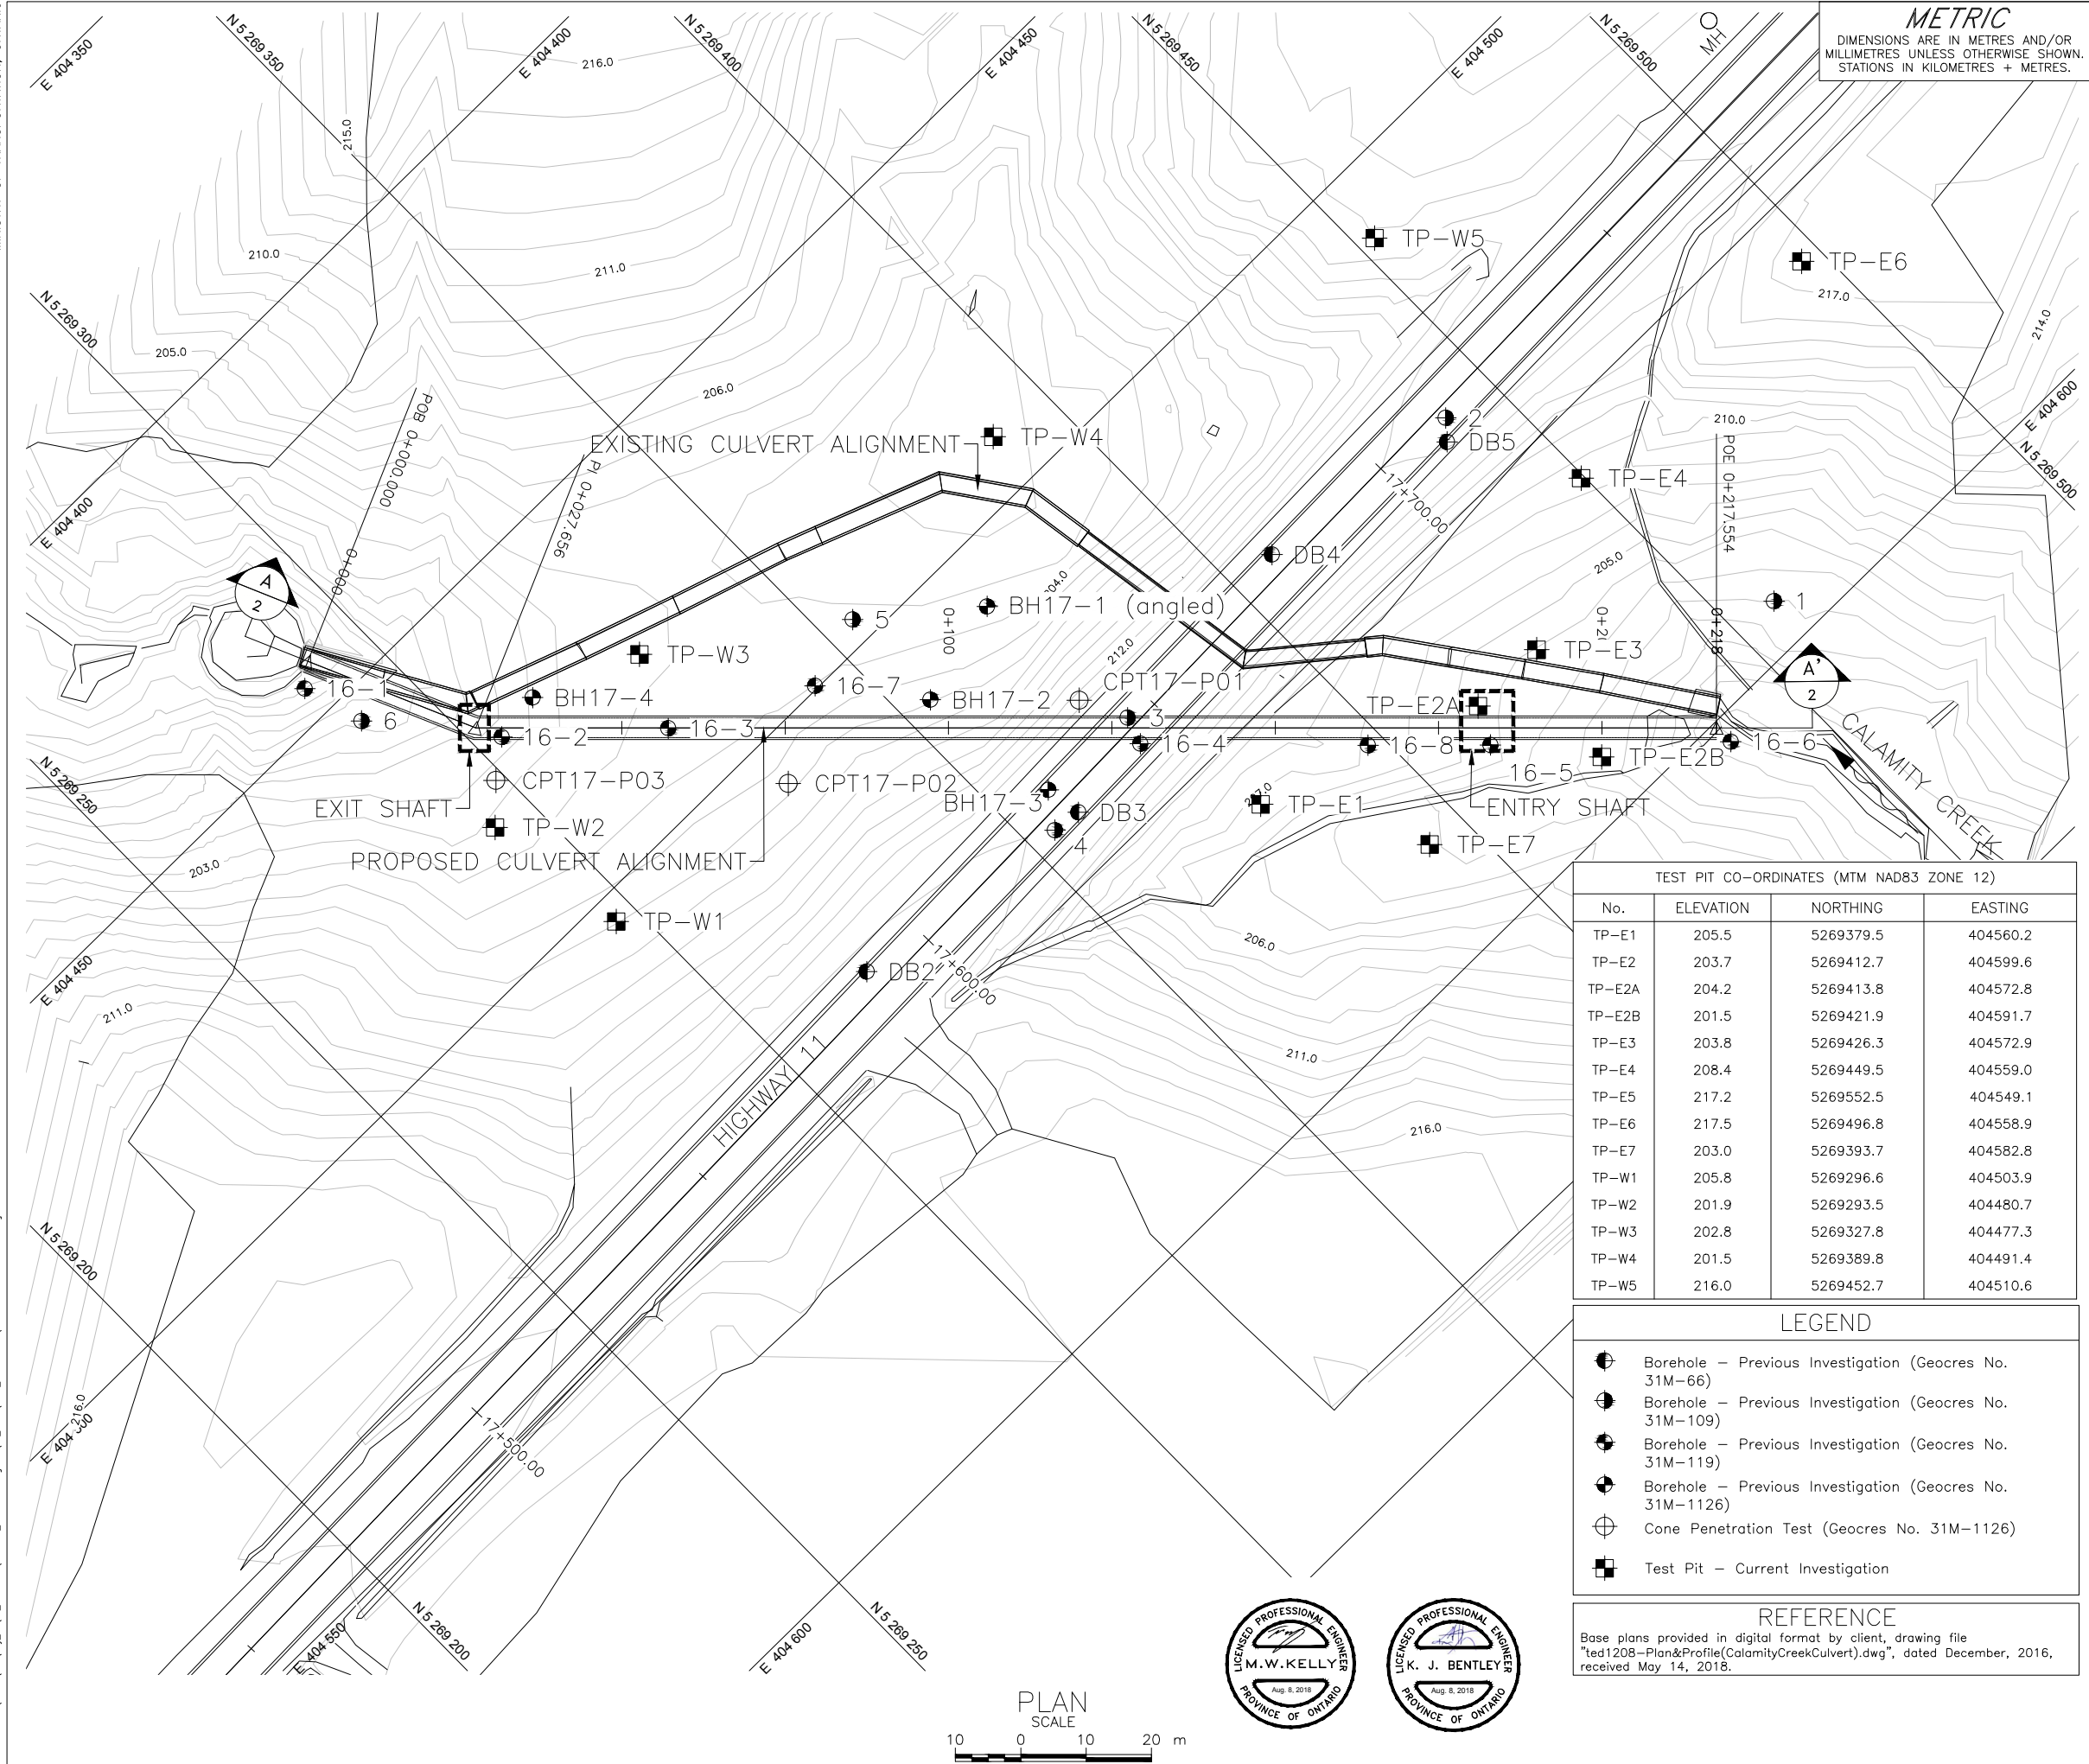 METRIC
DIMENSIONS ARE IN METRES AND/OR
MILLIMETRES UNLESS OTHERWISE SHOWN.
STATIONS IN KILOMETRES + METRES.
E 404 350
N 5 269 350
E 404 400
N 5 269 400
E 404 450
N 5 269 450
E 404 500
N 5 269 500
MH
216.0
215.0
210.0
211.0
TP-W5
TP-E6
217.0
214.0
N 5 269 300
205.0
206.0
POB 0+000.000
PI 0+027.656
EXISTING CULVERT ALIGNMENT
TP-W4
2
DB5
17+700.00
TP-E4
210.0
POE 0+217.554
E 404 600
N 5 269 500
E 404 400
0+000
A
2
DB4
205.0
204.0
BH17-1 (angled)
5
0+100
212.0
TP-W3
TP-E3
0+218
1
A'
2
16-1
BH17-4
16-7
BH17-2
CPT17-P01
TP-E2A
6
16-2
16-3
3
16-4
16-8
16-5
TP-E2B
16-6
CALAMITY CREEK
CPT17-P03
CPT17-P02
BH17-3
DB3
4
TP-E1
ENTRY SHAFT
TP-E7
EXIT SHAFT
TP-W2
PROPOSED CULVERT ALIGNMENT
N 5 269 250
203.0
TP-W1
206.0
DB2
17+600.00
E 404 450
211.0
211.0
HIGHWAY 11
216.0
N 5 269 200
216.0
17+500.00
E 404 550
N 5 269 200
E 404 600
N 5 269 250
TEST PIT CO-ORDINATES (MTM NAD83 ZONE 12)
No. ELEVATION NORTHING EASTING
TP-E1 205.5 5269379.5 404560.2
TP-E2 203.7 5269412.7 404599.6
TP-E2A 204.2 5269413.8 404572.8
TP-E2B 201.5 5269421.9 404591.7
TP-E3 203.8 5269426.3 404572.9
TP-E4 208.4 5269449.5 404559.0
TP-E5 217.2 5269552.5 404549.1
TP-E6 217.5 5269496.8 404558.9
TP-E7 203.0 5269393.7 404582.8
TP-W1 205.8 5269296.6 404503.9
TP-W2 201.9 5269293.5 404480.7
TP-W3 202.8 5269327.8 404477.3
TP-W4 201.5 5269389.8 404491.4
TP-W5 216.0 5269452.7 404510.6
LEGEND
Borehole - Previous Investigation (Geocres No.
31M-66)
Borehole - Previous Investigation (Geocres No.
31M-109)
Borehole - Previous Investigation (Geocres No.
31M-119)
Borehole - Previous Investigation (Geocres No.
31M-1126)
Cone Penetration Test (Geocres No. 31M-1126)
Test Pit - Current Investigation
REFERENCE
Base plans provided in digital format by client, drawing file
"ted1208-Plan&Profile(CalamityCreekCulvert).dwg", dated December, 2016,
received May 14, 2018.
LICENSED PROFESSIONAL ENGINEER
M.W.KELLY
Aug. 8, 2018
PROVINCE OF ONTARIO
LICENSED PROFESSIONAL ENGINEER
K. J. BENTLEY
Aug. 8, 2018
PROVINCE OF ONTARIO
PLAN
SCALE
10 0 10 20 m